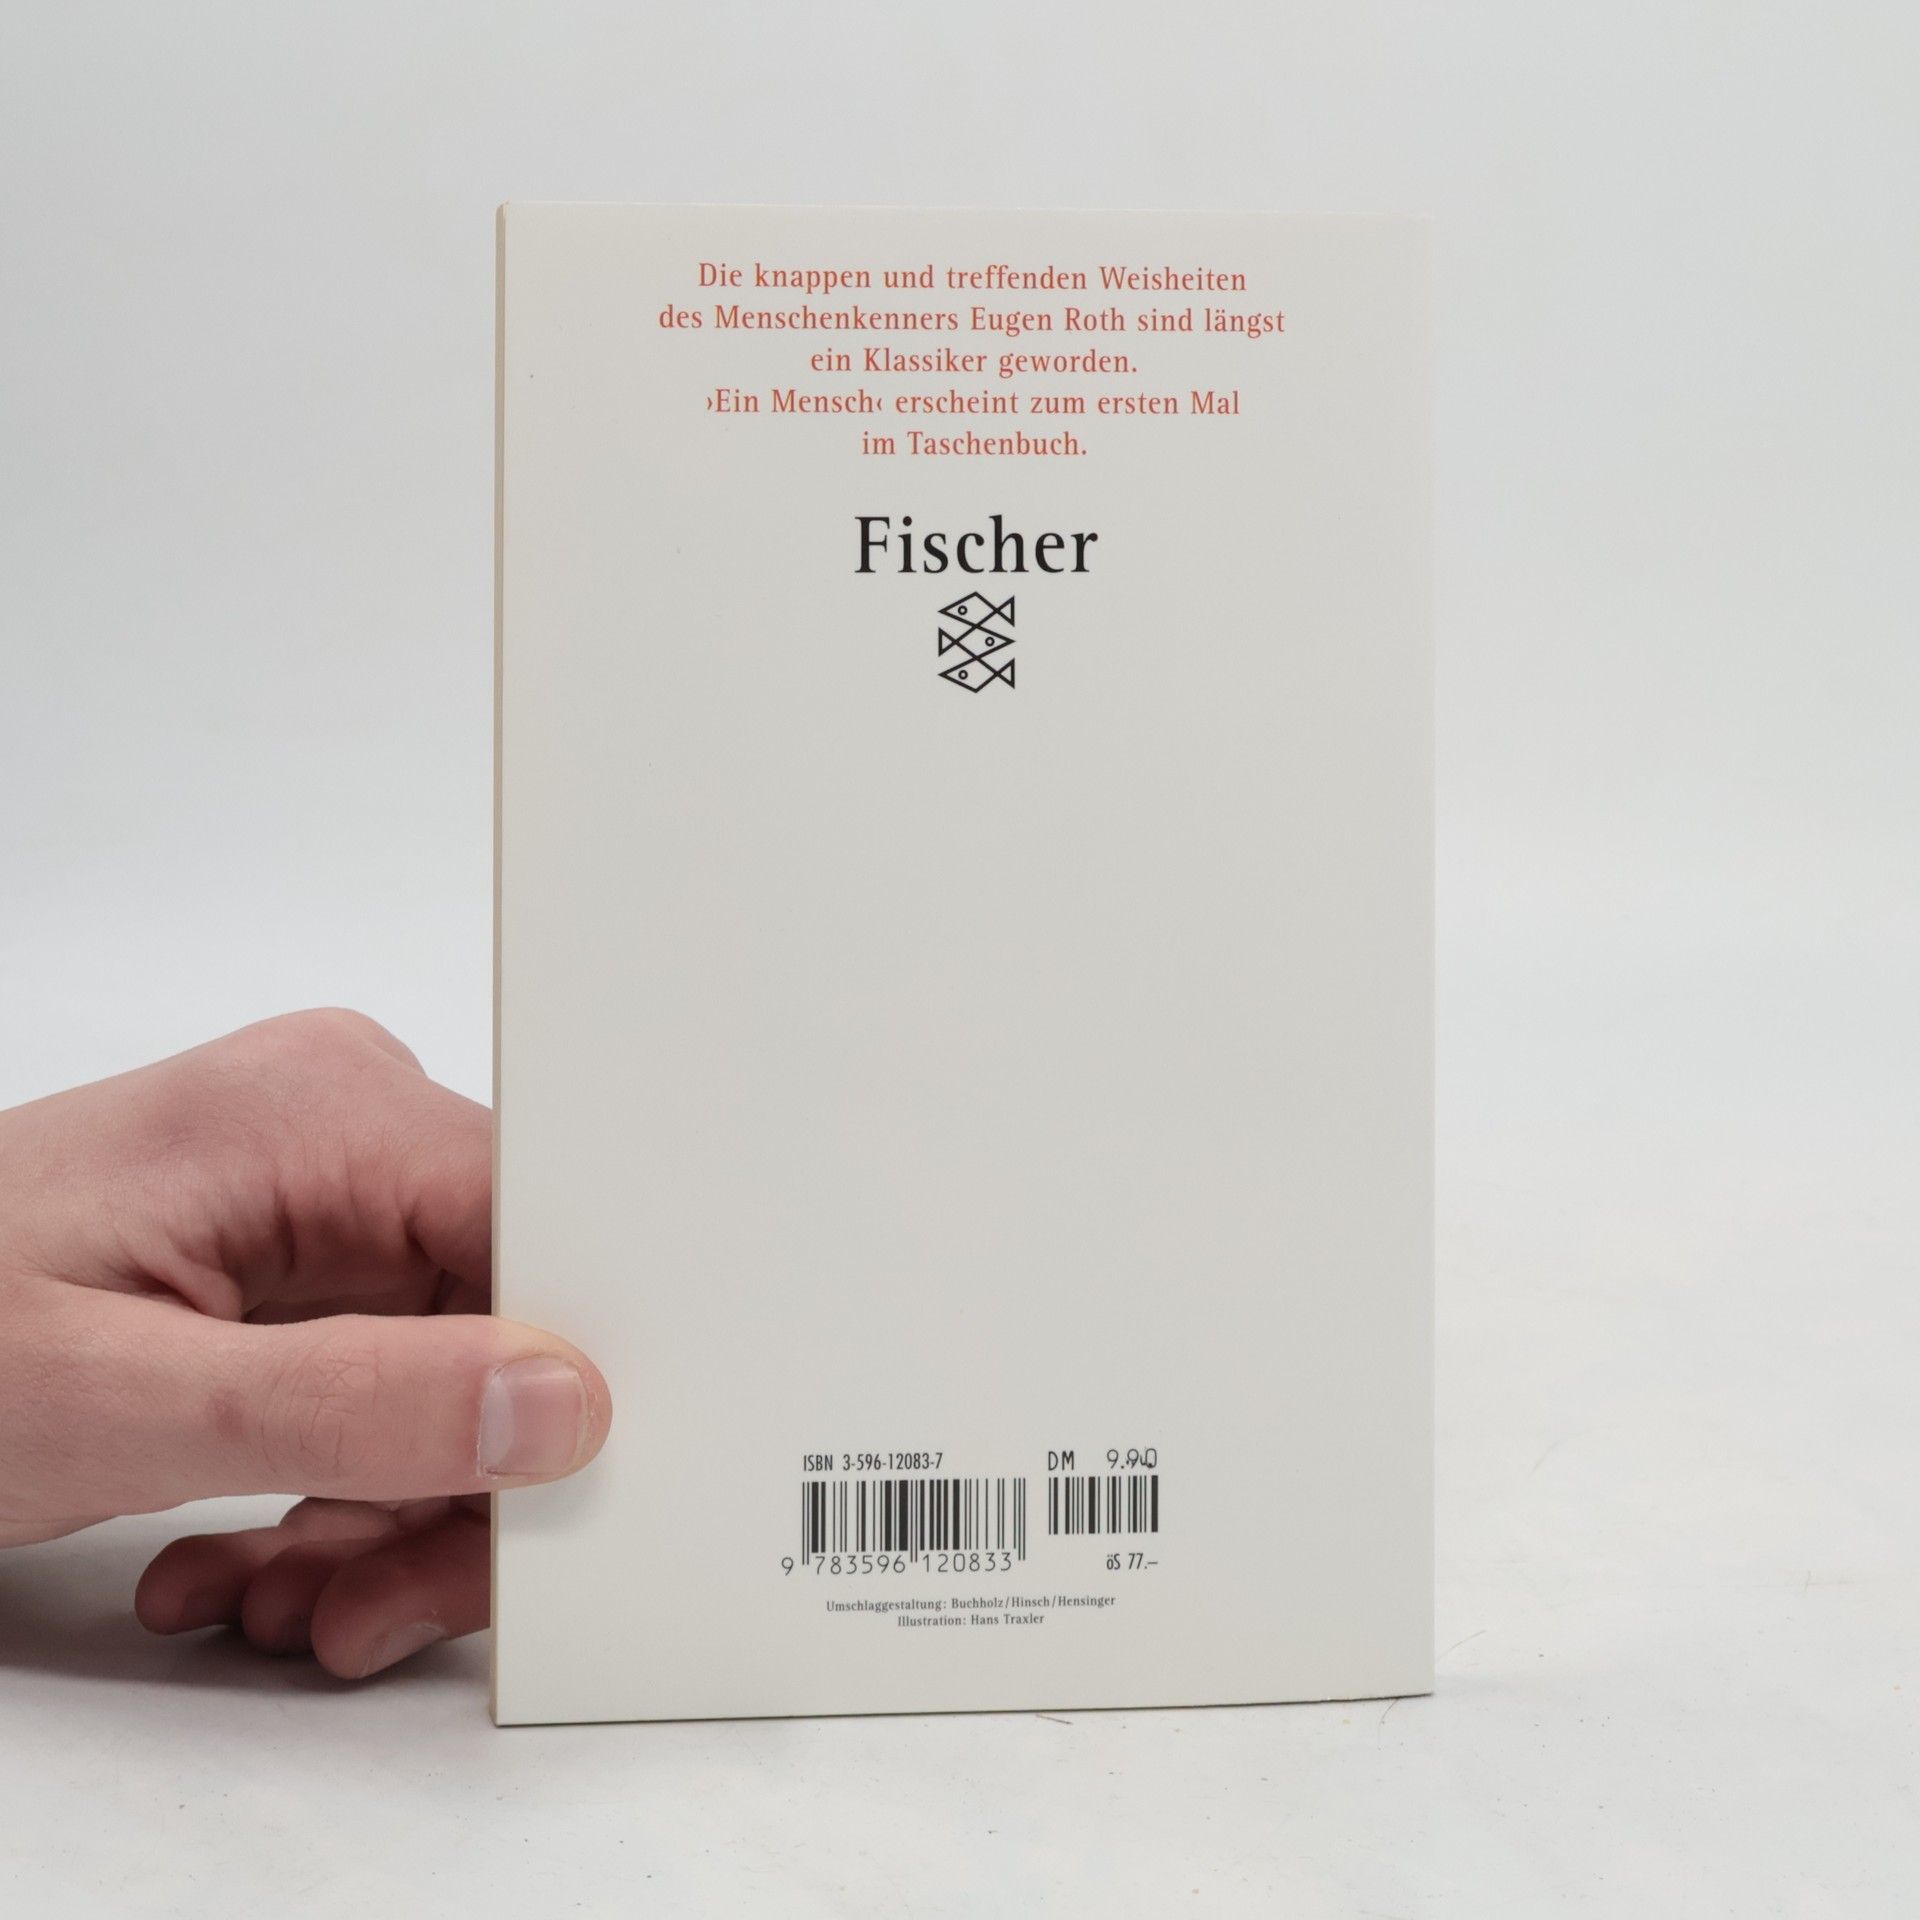 Die knappen und treffenden Weisheiten
des Menschenkenners Eugen Roth sind längst
ein Klassiker geworden.
›Ein Mensch‹ erscheint zum ersten Mal
im Taschenbuch.
Fischer
ISBN 3-596-12083-7
DM 9.90
9 783596 120833
öS 77.–
Umschlaggestaltung: Buchholz/Hinsch/Hensinger
Illustration: Hans Traxler